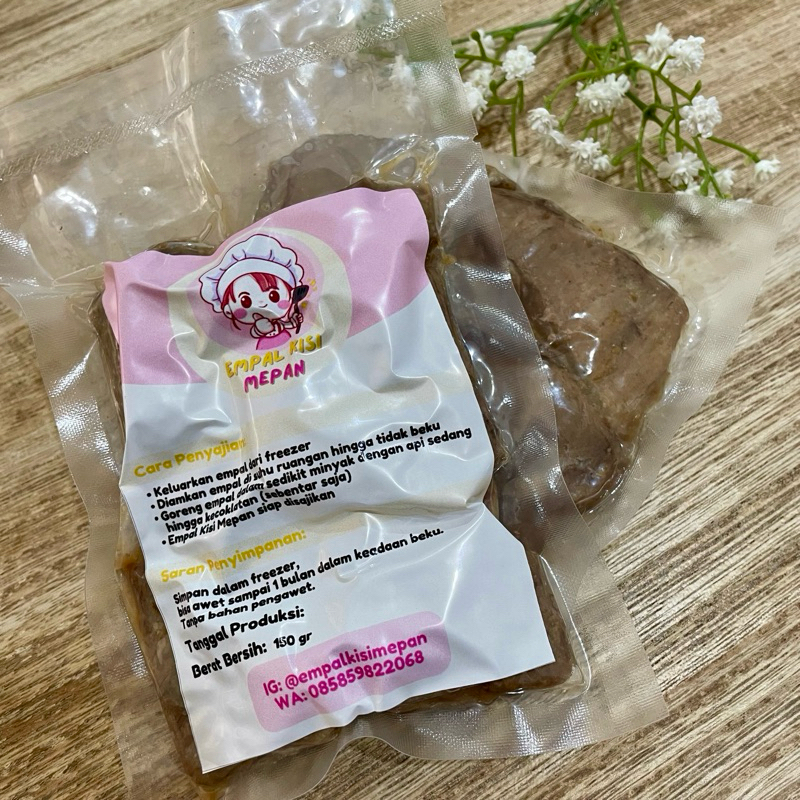 EMPAL KISI
MEPAN
Cara Penyajian
• Keluarkan empal dari freezer
• Diamkan empal di suhu ruangan hingga tidak beku
• Goreng empal dalam sedikit minyak dengan api sedang
hingga kecoklatan (sebentar saja)
• Empal Kisi Mepan siap disajikan
Saran Penyimpanan:
Simpan dalam freezer,
bisa awet sampai 1 bulan dalam keadaan beku.
Tanpa bahan pengawet.
Tanggal Produksi:
Berat Bersih: 150 gr
IG: @empalkisimepan
WA: 085859822068